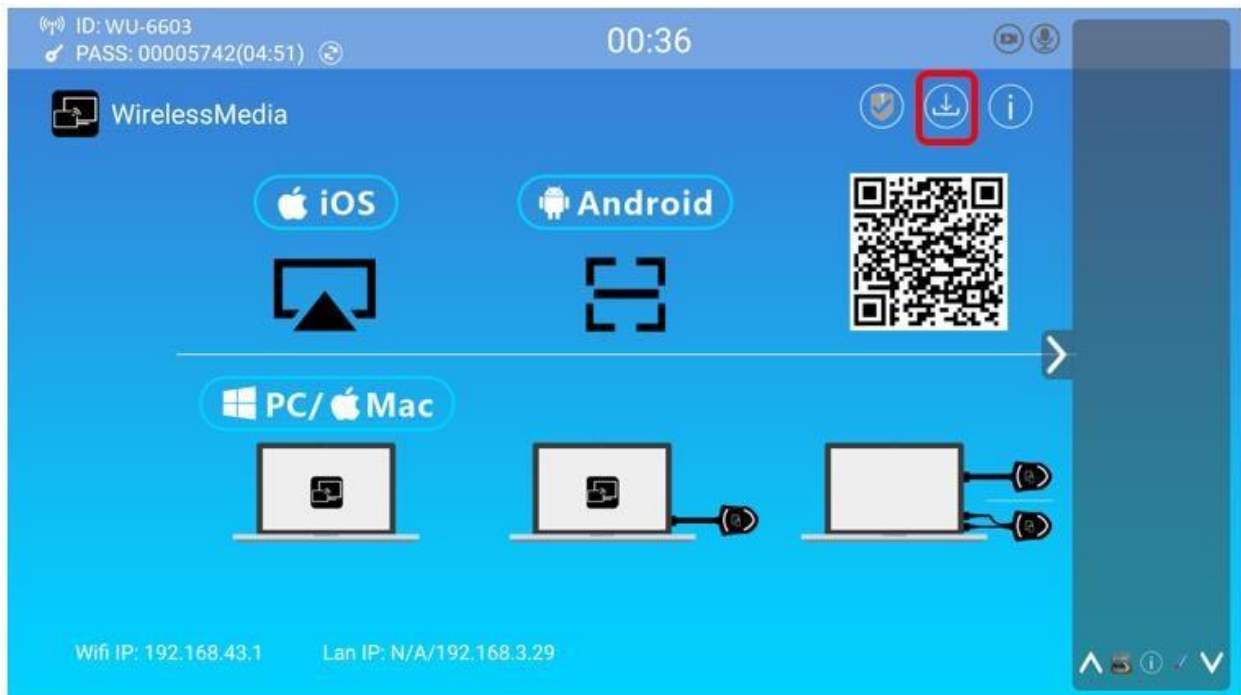 ID: WU-6603
PASS: 00005742(04:51)
00:36
WirelessMedia
iOS
Android
PC/ Mac
Wifi IP: 192.168.43.1
Lan IP: N/A/192.168.3.29